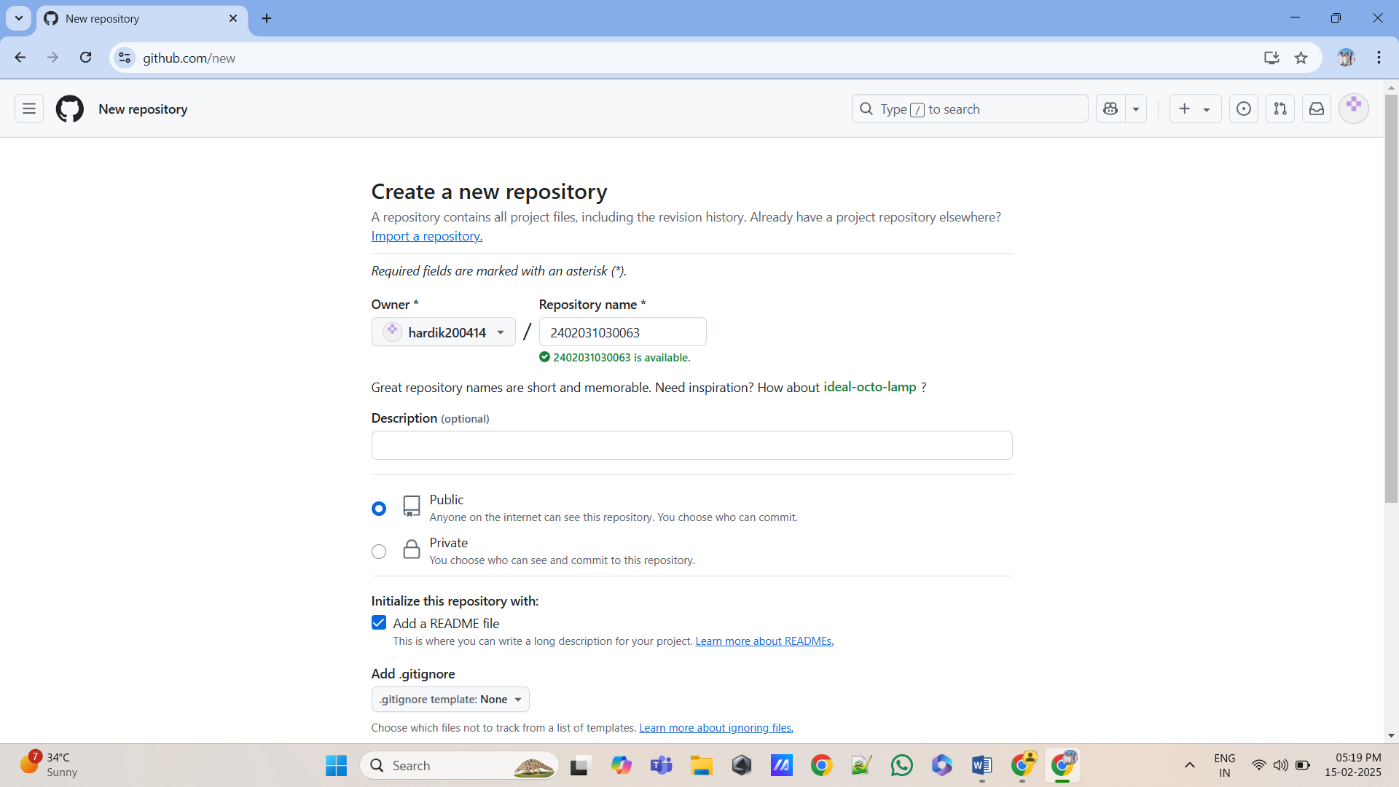 New repository
github.com/new
New repository
Type / to search
Create a new repository
A repository contains all project files, including the revision history. Already have a project repository elsewhere?
Import a repository.
Required fields are marked with an asterisk (*).
Owner * Repository name *
hardik200414 / 2402031030063
2402031030063 is available.
Great repository names are short and memorable. Need inspiration? How about ideal-octo-lamp ?
Description (optional)
Public
Anyone on the internet can see this repository. You choose who can commit.
Private
You choose who can see and commit to this repository.
Initialize this repository with:
Add a README file
This is where you can write a long description for your project. Learn more about READMEs.
Add .gitignore
.gitignore template: None
Choose which files not to track from a list of templates. Learn more about ignoring files.
7
34°C
Sunny
Search
ENG
IN
05:19 PM
15-02-2025